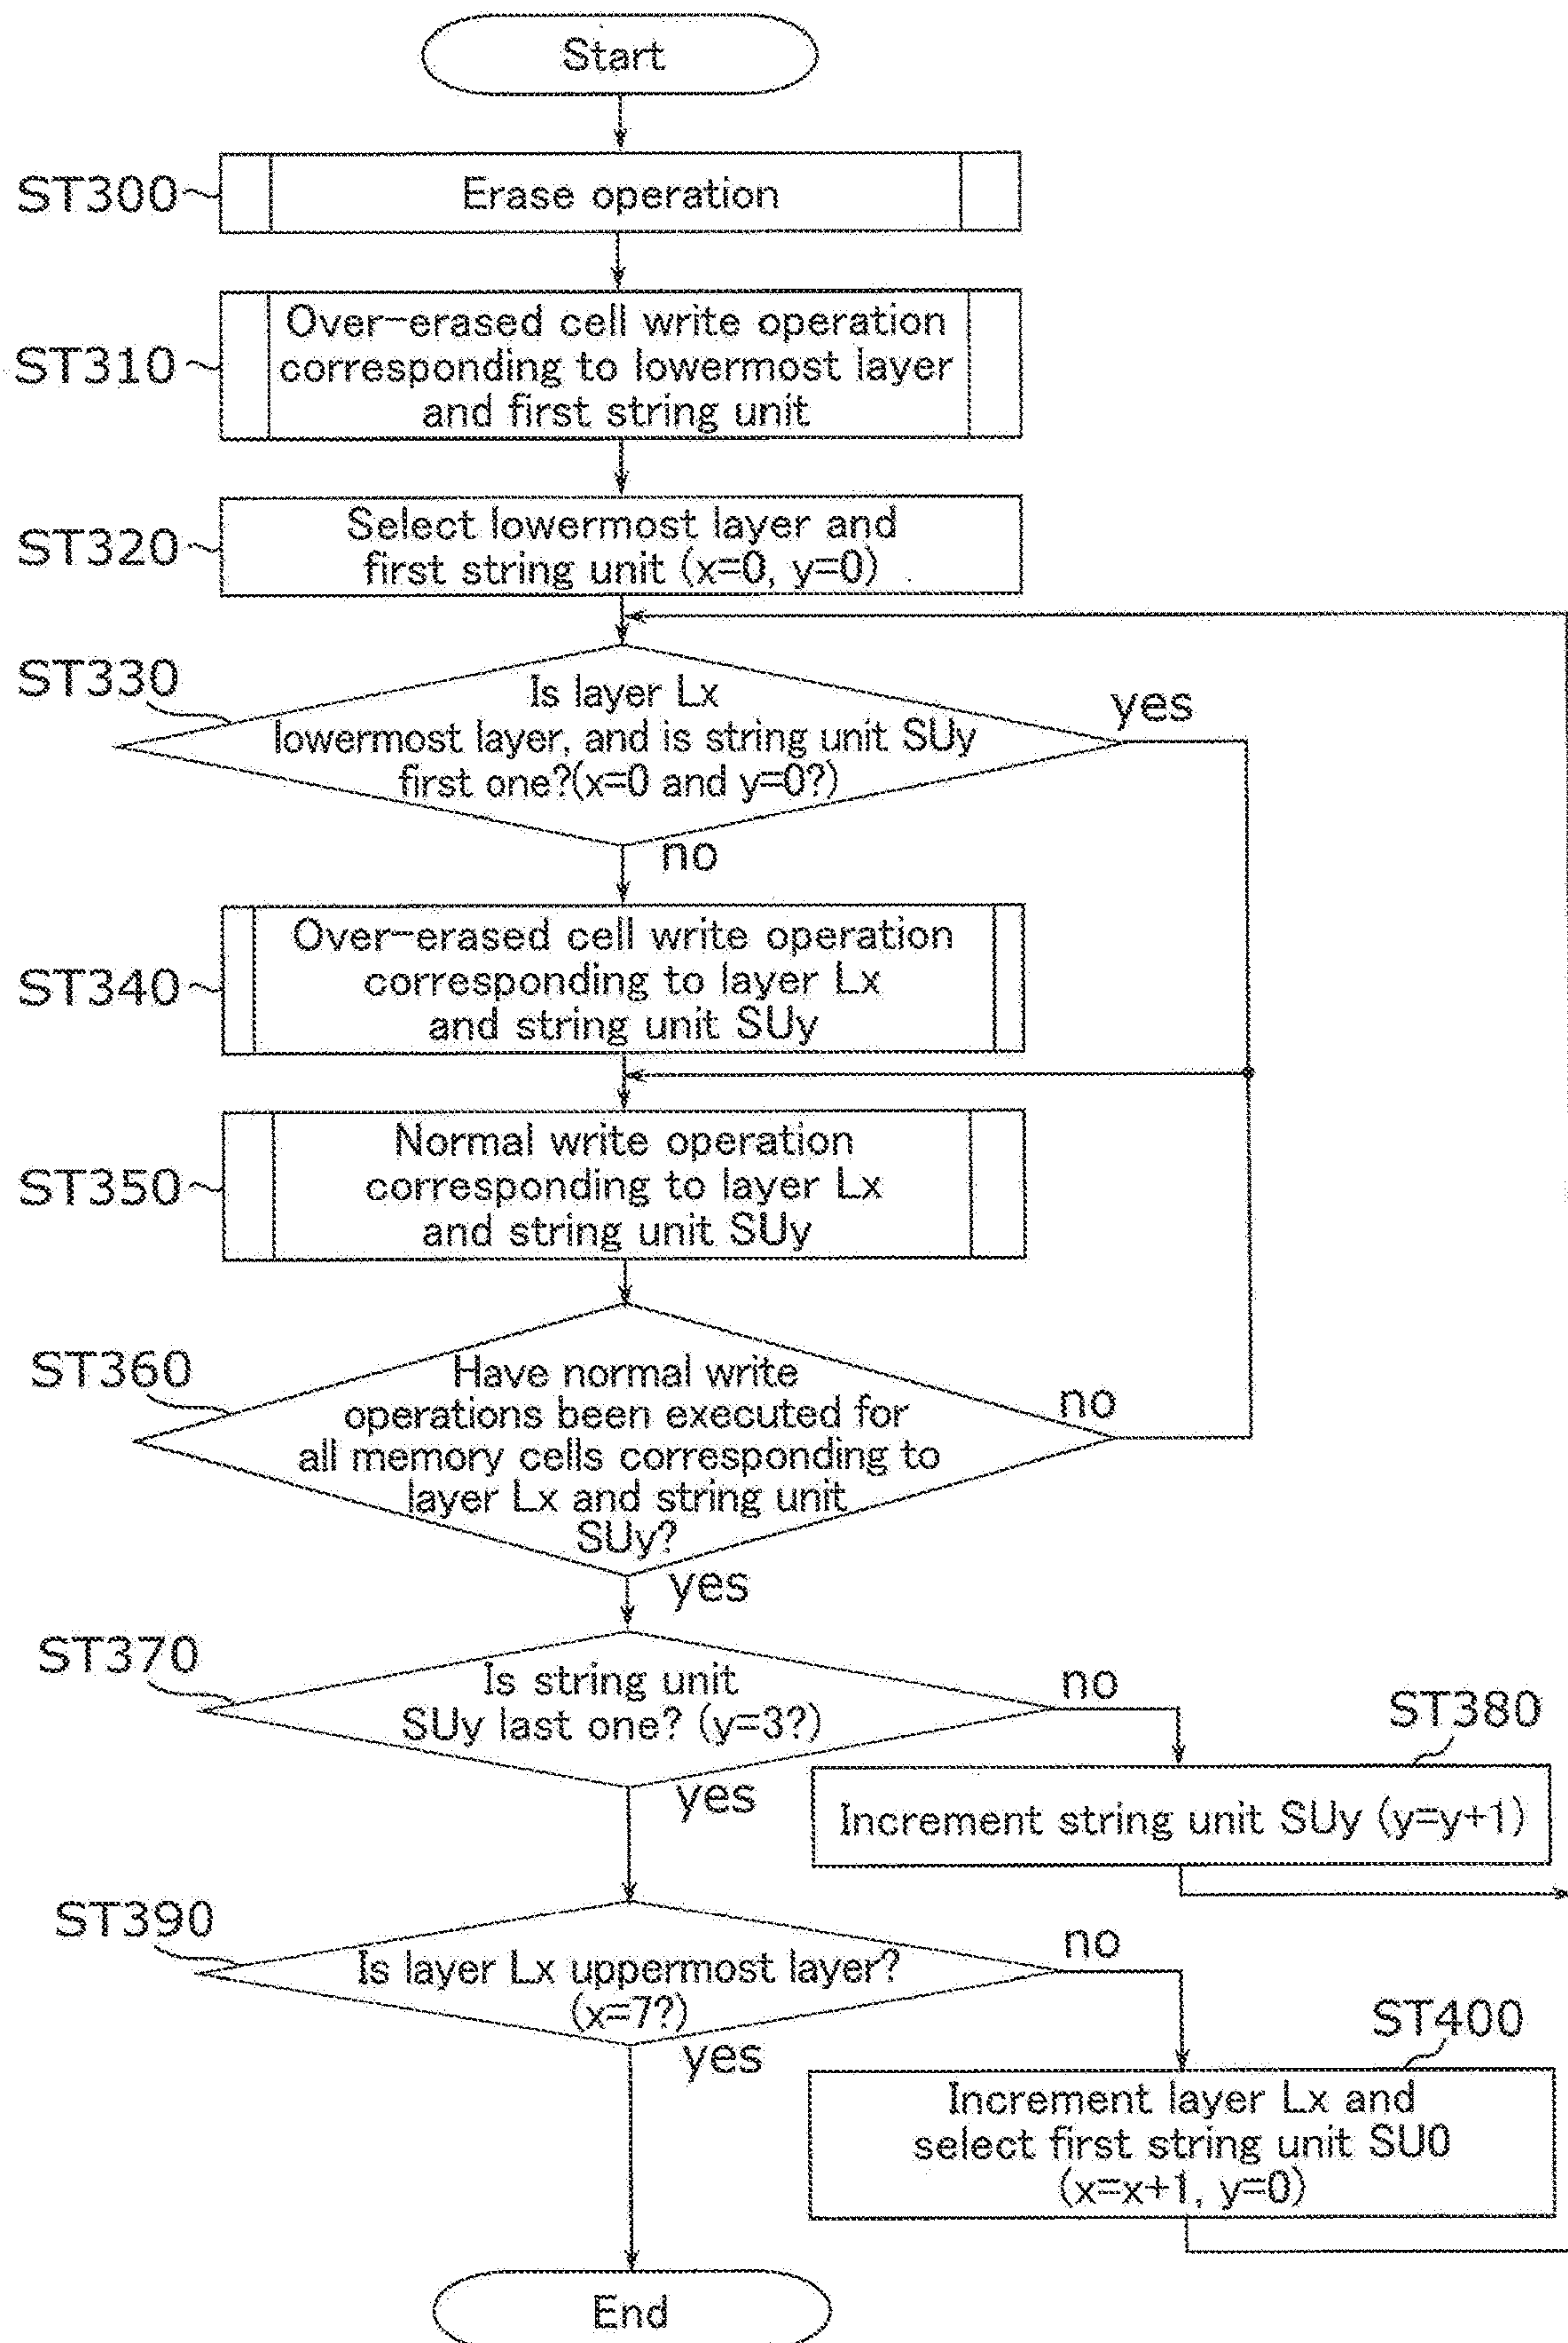 Start
ST300
Erase operation
ST310
Over-erased cell write operation
corresponding to lowermost layer
and first string unit
ST320
Select lowermost layer and
first string unit (x=0, y=0)
ST330
Is layer Lx
lowermost layer, and is string unit SUy
first one?(x=0 and y=0?)
yes
no
ST340
Over-erased cell write operation
corresponding to layer Lx
and string unit SUy
ST350
Normal write operation
corresponding to layer Lx
and string unit SUy
ST360
Have normal write
operations been executed for
all memory cells corresponding to
layer Lx and string unit
SUy?
no
yes
ST370
Is string unit
SUy last one? (y=3?)
no
yes
ST380
Increment string unit SUy (y=y+1)
ST390
Is layer Lx uppermost layer?
(x=7?)
no
yes
ST400
Increment layer Lx and
select first string unit SU0
(x=x+1, y=0)
End